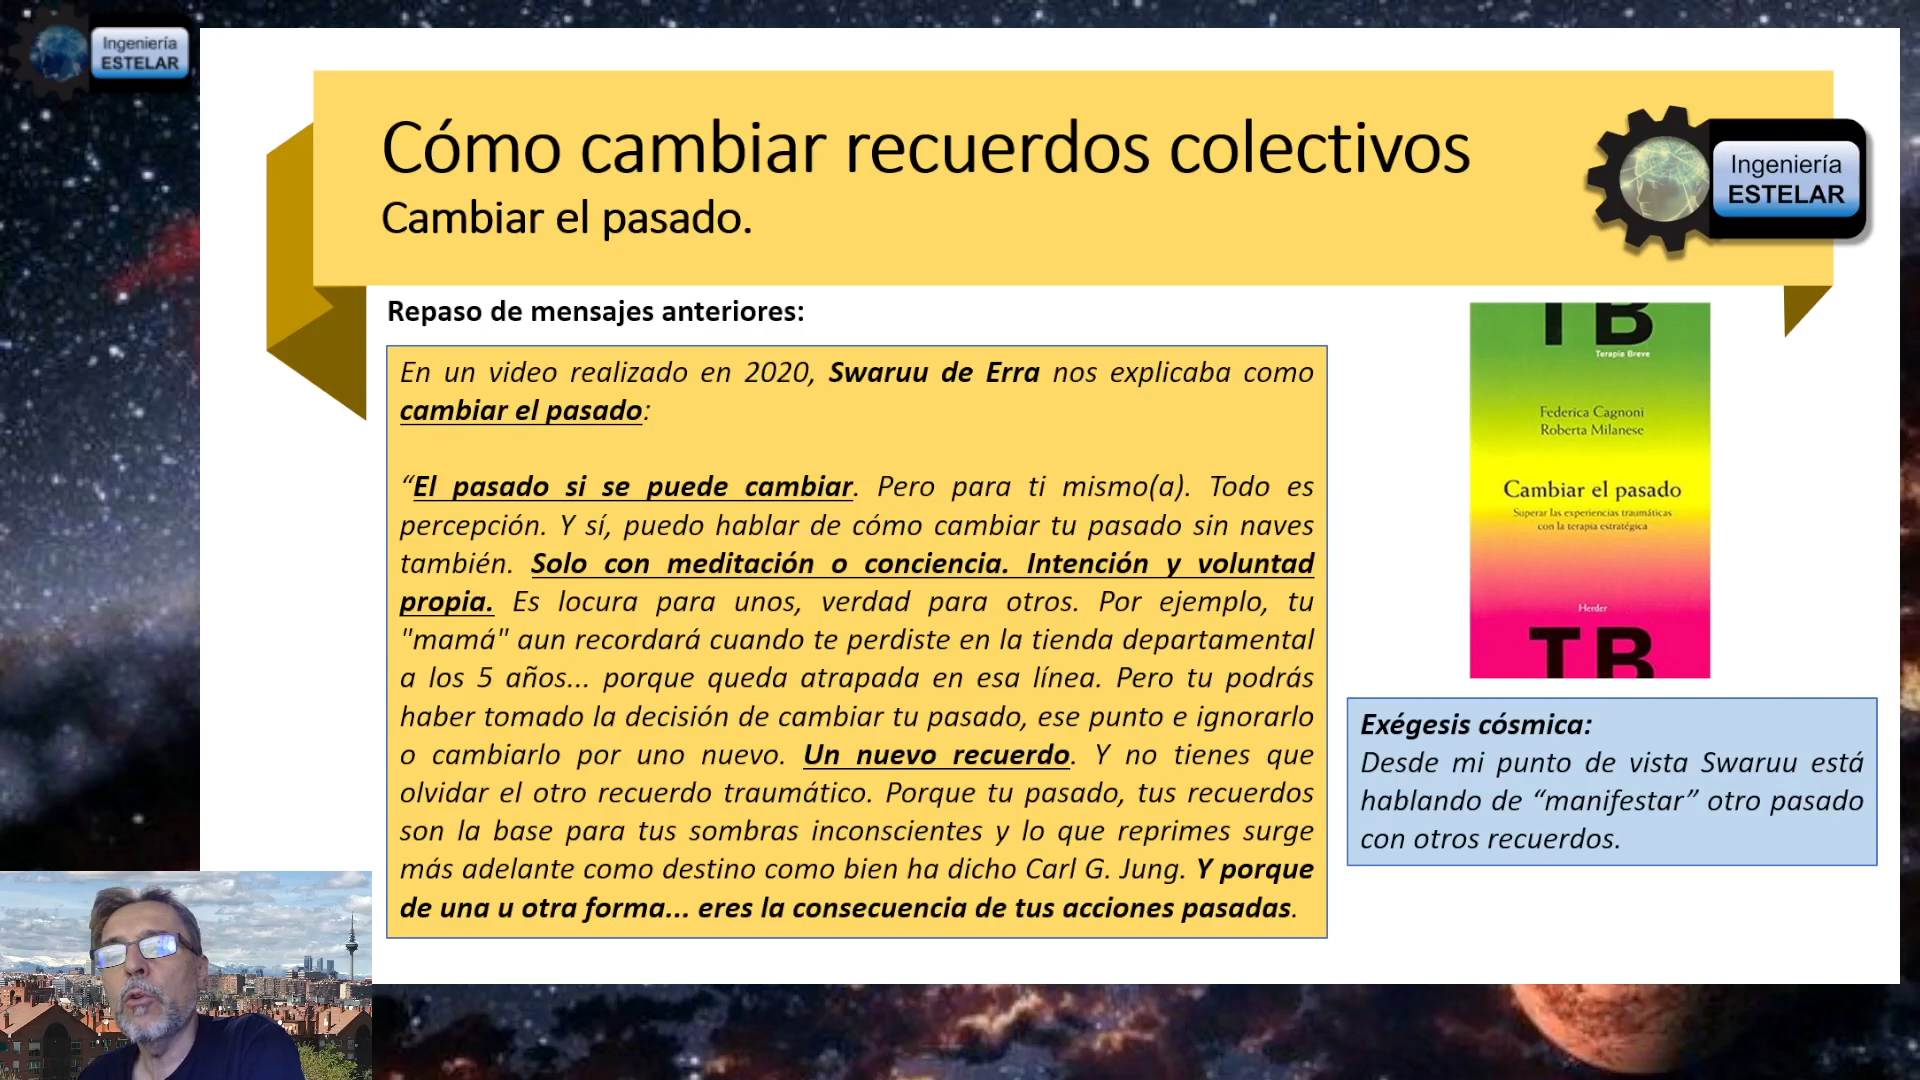 Ingeniería
ESTELAR
Cómo cambiar recuerdos colectivos
Cambiar el pasado.
Ingeniería
ESTELAR
Repaso de mensajes anteriores:
En un video realizado en 2020, Swaruu de Erra nos explicaba como
cambiar el pasado:
“El pasado si se puede cambiar. Pero para ti mismo(a). Todo es
percepción. Y sí, puedo hablar de cómo cambiar tu pasado sin naves
también. Solo con meditación o conciencia. Intención y voluntad
propia. Es locura para unos, verdad para otros. Por ejemplo, tu
"mamá" aun recordará cuando te perdiste en la tienda departamental
a los 5 años... porque queda atrapada en esa línea. Pero tu podrás
haber tomado la decisión de cambiar tu pasado, ese punto e ignorarlo
o cambiarlo por uno nuevo. Un nuevo recuerdo. Y no tienes que
olvidar el otro recuerdo traumático. Porque tu pasado, tus recuerdos
son la base para tus sombras inconscientes y lo que reprimes surge
más adelante como destino como bien ha dicho Carl G. Jung. Y porque
de una u otra forma... eres la consecuencia de tus acciones pasadas.
TB
Terapia Breve
Federica Cagnoni
Roberta Milanese
Cambiar el pasado
Superar las experiencias traumáticas
con la terapia estratégica
Herder
TB
Exégesis cósmica:
Desde mi punto de vista Swaruu está
hablando de “manifestar” otro pasado
con otros recuerdos.